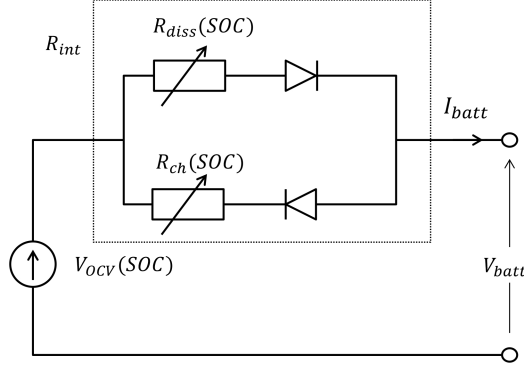 R_diss(SOC)
R_int
I_batt
R_ch(SOC)
V_OCV(SOC)
V_batt